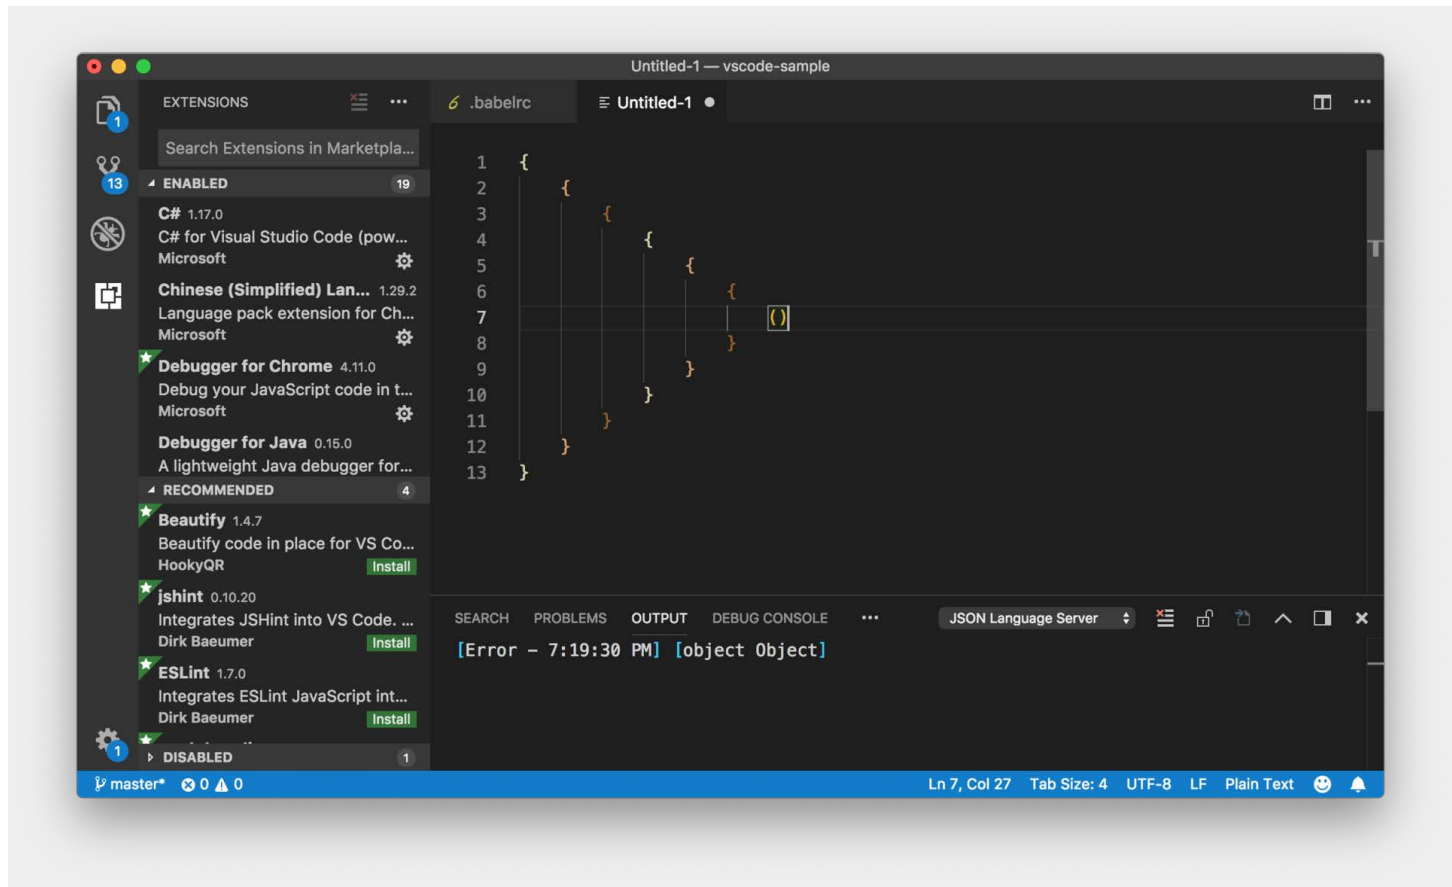 Untitled-1 — vscode-sample
EXTENSIONS
Search Extensions in Marketpla...
ENABLED 19
C# 1.17.0
C# for Visual Studio Code (pow...
Microsoft
Chinese (Simplified) Lan... 1.29.2
Language pack extension for Ch...
Microsoft
Debugger for Chrome 4.11.0
Debug your JavaScript code in t...
Microsoft
Debugger for Java 0.15.0
A lightweight Java debugger for...
RECOMMENDED 4
Beautify 1.4.7
Beautify code in place for VS Co...
HookyQR Install
jshint 0.10.20
Integrates JSHint into VS Code. ...
Dirk Baeumer Install
ESLint 1.7.0
Integrates ESLint JavaScript int...
Dirk Baeumer Install
DISABLED 1
1
13
1
6 .babelrc Untitled-1
1 {
2 {
3 {
4 {
5 {
6 {
7 ()
8 }
9 }
10 }
11 }
12 }
13 }
SEARCH PROBLEMS OUTPUT DEBUG CONSOLE ... JSON Language Server
[Error - 7:19:30 PM] [object Object]
master* 0 0 Ln 7, Col 27 Tab Size: 4 UTF-8 LF Plain Text